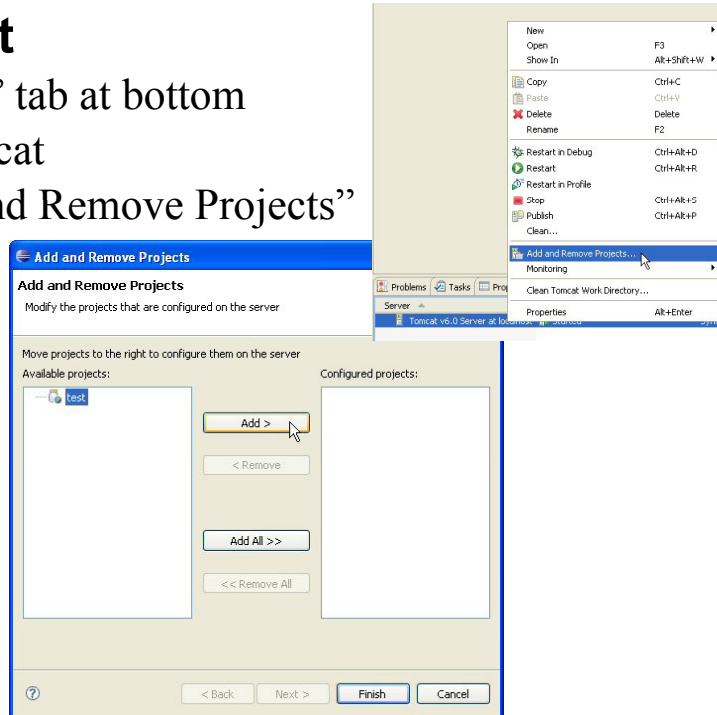 t
” tab at bottom
cat
nd Remove Projects”
New
Open F3
Show In Alt+Shift+W
Copy Ctrl+C
Paste Ctrl+V
Delete Delete
Rename F2
Restart in Debug Ctrl+Alt+D
Restart Ctrl+Alt+R
Restart in Profile
Stop Ctrl+Alt+S
Publish Ctrl+Alt+P
Clean...
Add and Remove Projects...
Monitoring
Clean Tomcat Work Directory...
Properties Alt+Enter
Problems Tasks Prop
Server
Tomcat v6.0 Server at localhost Started Syn
Add and Remove Projects
Add and Remove Projects
Modify the projects that are configured on the server
Move projects to the right to configure them on the server
Available projects: Configured projects:
test
Add >
< Remove
Add All >>
<< Remove All
? < Back Next > Finish Cancel